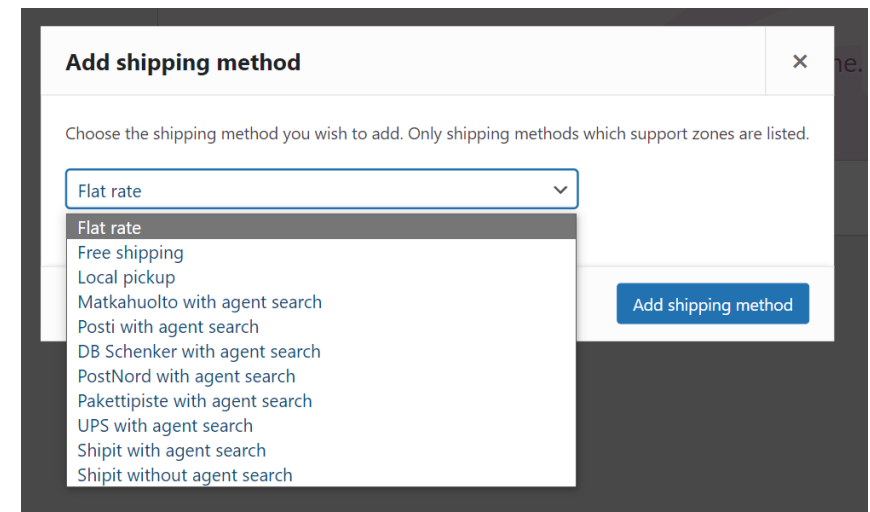 Add shipping method
×
ne.
Choose the shipping method you wish to add. Only shipping methods which support zones are listed.
Flat rate
Flat rate
Free shipping
Local pickup
Matkahuolto with agent search
Posti with agent search
DB Schenker with agent search
PostNord with agent search
Pakettipiste with agent search
UPS with agent search
Shipit with agent search
Shipit without agent search
Add shipping method